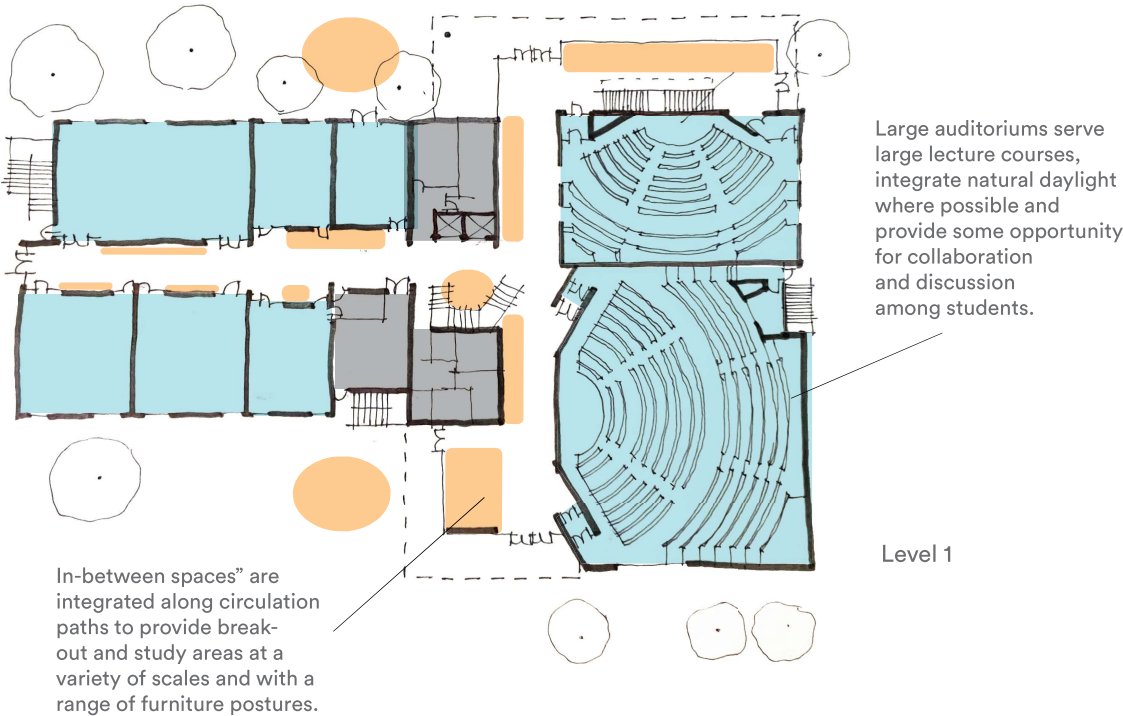 Large auditoriums serve
large lecture courses,
integrate natural daylight
where possible and
provide some opportunity
for collaboration
and discussion
among students.
Level 1
In-between spaces” are
integrated along circulation
paths to provide break-
out and study areas at a
variety of scales and with a
range of furniture postures.